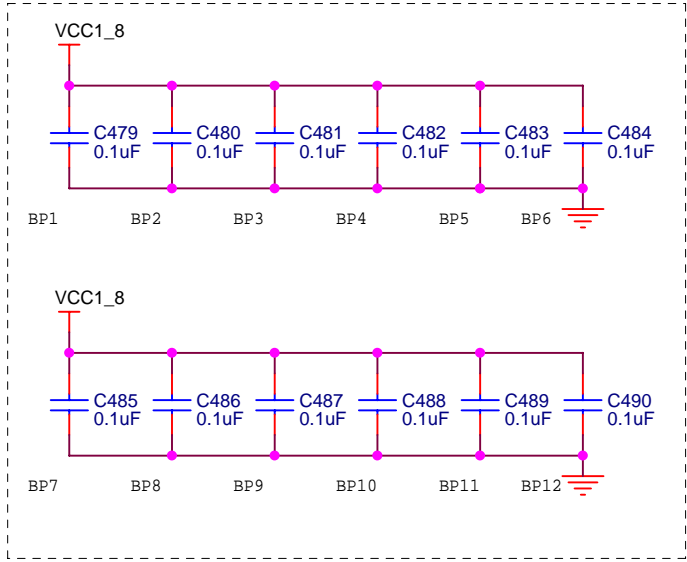 VCC1_8
C479 C480 C481 C482 C483 C484
0.1uF 0.1uF 0.1uF 0.1uF 0.1uF 0.1uF
BP1 BP2 BP3 BP4 BP5 BP6
VCC1_8
C485 C486 C487 C488 C489 C490
0.1uF 0.1uF 0.1uF 0.1uF 0.1uF 0.1uF
BP7 BP8 BP9 BP10 BP11 BP12